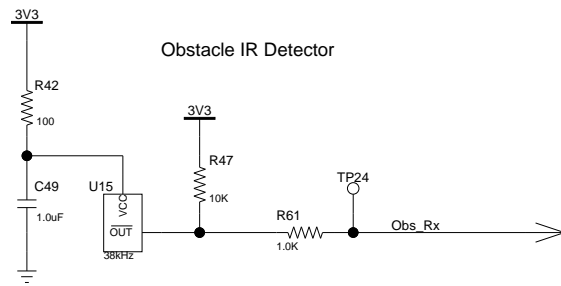 3V3
Obstacle IR Detector
R42
100
3V3
R47
10K
TP24
C49
1.0uF
U15
VCC
OUT
38kHz
R61
1.0K
Obs_Rx